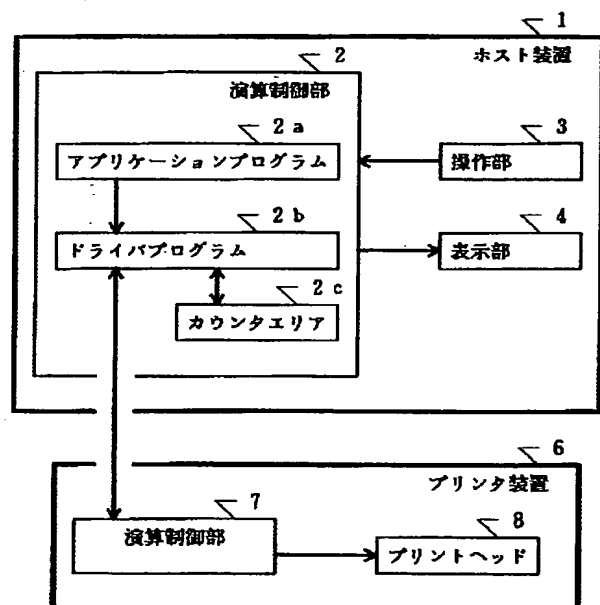 1
ホスト装置
2
演算制御部
2a
アプリケーションプログラム
3
操作部
2b
ドライバプログラム
4
表示部
2c
カウンタエリア
6
プリンタ装置
7
演算制御部
8
プリントヘッド